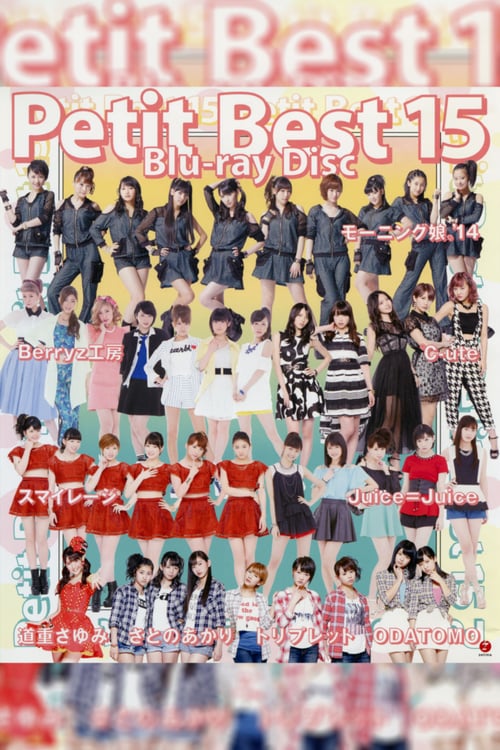 Petit Best 15
Blu-ray Disc
モーニング娘。'14
Berryz工房
℃-ute
スマイレージ
Juice=Juice
道重さゆみ さとのあかり トリプレット ODATOMO
zetima